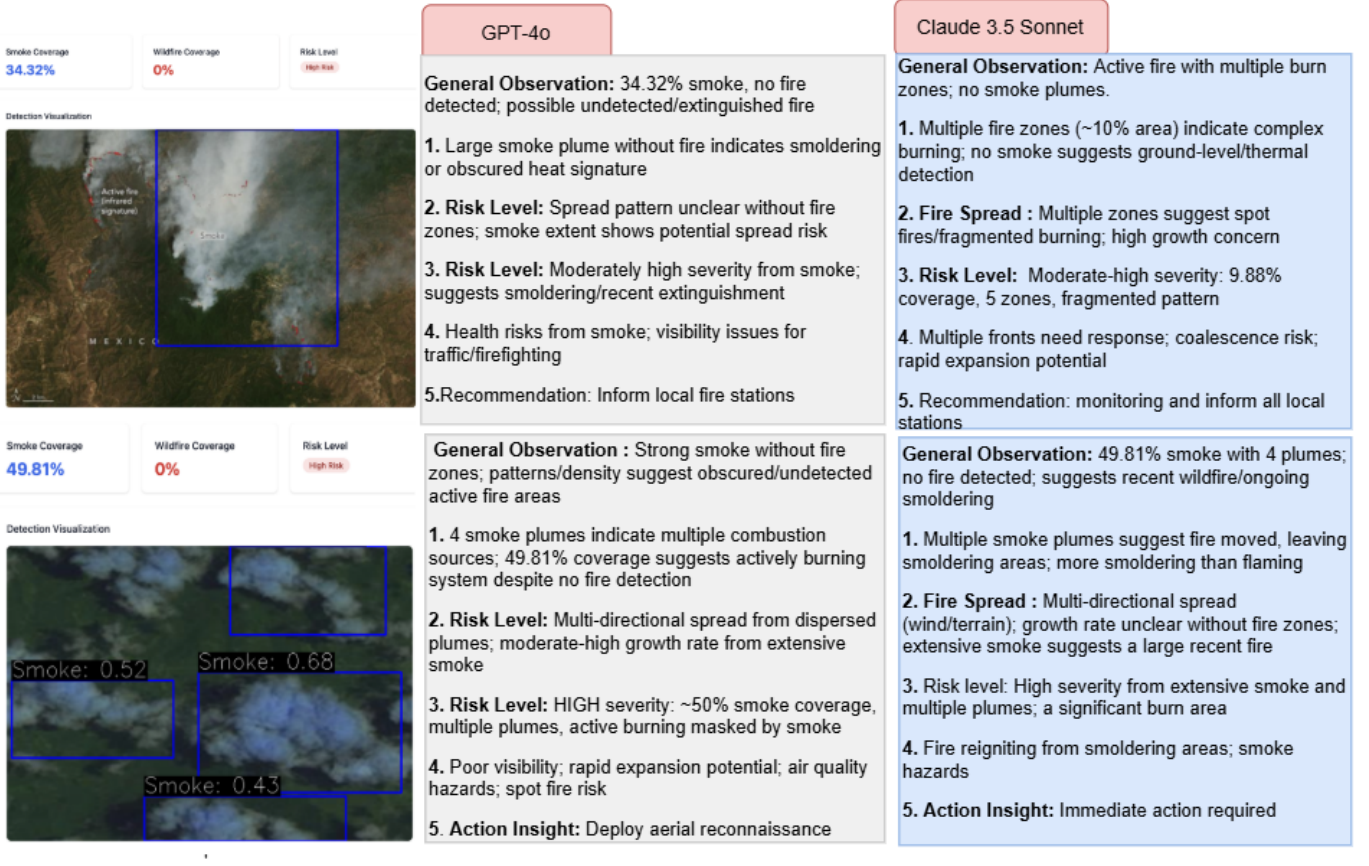 Smoke Coverage
34.32%
Wildfire Coverage
0%
Risk Level
High Risk
Detection Visualization
Active fire
(infrared
signature)
Smoke
MEXICO
N
Smoke Coverage
49.81%
Wildfire Coverage
0%
Risk Level
High Risk
Detection Visualization
Smoke: 0.52
Smoke: 0.68
Smoke: 0.43
GPT-4o
General Observation: 34.32% smoke, no fire
detected; possible undetected/extinguished fire
1. Large smoke plume without fire indicates smoldering
or obscured heat signature
2. Risk Level: Spread pattern unclear without fire
zones; smoke extent shows potential spread risk
3. Risk Level: Moderately high severity from smoke;
suggests smoldering/recent extinguishment
4. Health risks from smoke; visibility issues for
traffic/firefighting
5.Recommendation: Inform local fire stations
General Observation : Strong smoke without fire
zones; patterns/density suggest obscured/undetected
active fire areas
1. 4 smoke plumes indicate multiple combustion
sources; 49.81% coverage suggests actively burning
system despite no fire detection
2. Risk Level: Multi-directional spread from dispersed
plumes; moderate-high growth rate from extensive
smoke
3. Risk Level: HIGH severity: ~50% smoke coverage,
multiple plumes, active burning masked by smoke
4. Poor visibility; rapid expansion potential; air quality
hazards; spot fire risk
5. Action Insight: Deploy aerial reconnaissance
Claude 3.5 Sonnet
General Observation: Active fire with multiple burn
zones; no smoke plumes.
1. Multiple fire zones (~10% area) indicate complex
burning; no smoke suggests ground-level/thermal
detection
2. Fire Spread : Multiple zones suggest spot
fires/fragmented burning; high growth concern
3. Risk Level: Moderate-high severity: 9.88%
coverage, 5 zones, fragmented pattern
4. Multiple fronts need response; coalescence risk;
rapid expansion potential
5. Recommendation: monitoring and inform all local
stations
General Observation: 49.81% smoke with 4 plumes;
no fire detected; suggests recent wildfire/ongoing
smoldering
1. Multiple smoke plumes suggest fire moved, leaving
smoldering areas; more smoldering than flaming
2. Fire Spread : Multi-directional spread
(wind/terrain); growth rate unclear without fire zones;
extensive smoke suggests a large recent fire
3. Risk level: High severity from extensive smoke and
multiple plumes; a significant burn area
4. Fire reigniting from smoldering areas; smoke
hazards
5. Action Insight: Immediate action required